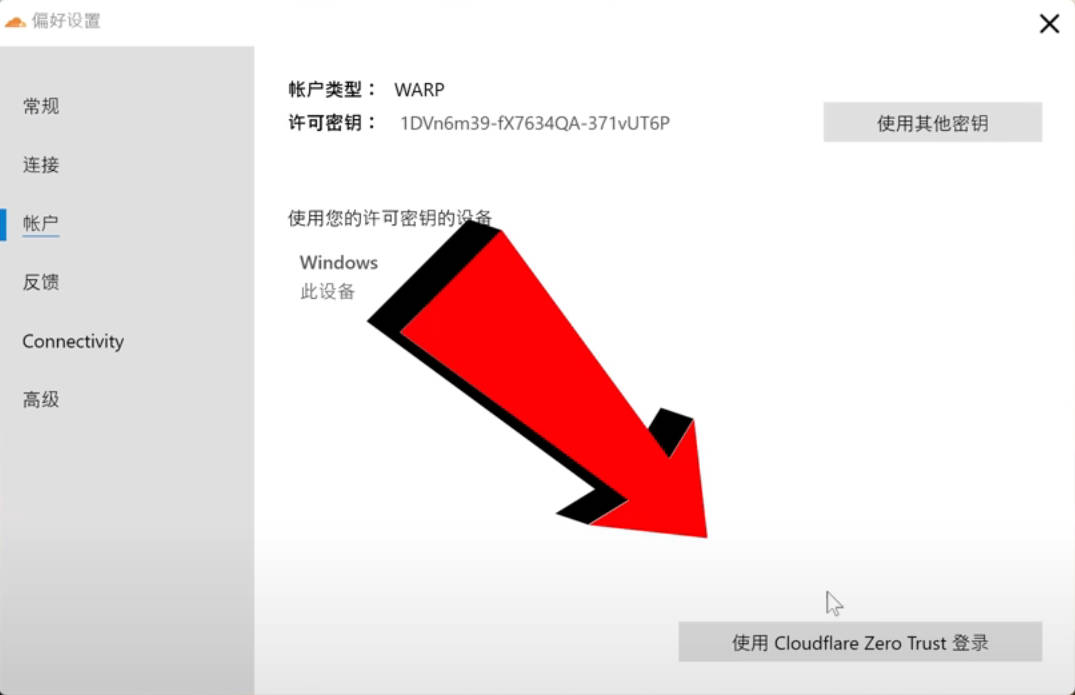 偏好设置
常规
连接
帐户
反馈
Connectivity
高级
帐户类型： WARP
许可密钥： 1DVn6m39-fX7634QA-371vUT6P
使用其他密钥
使用您的许可密钥的设备
Windows
此设备
使用 Cloudflare Zero Trust 登录